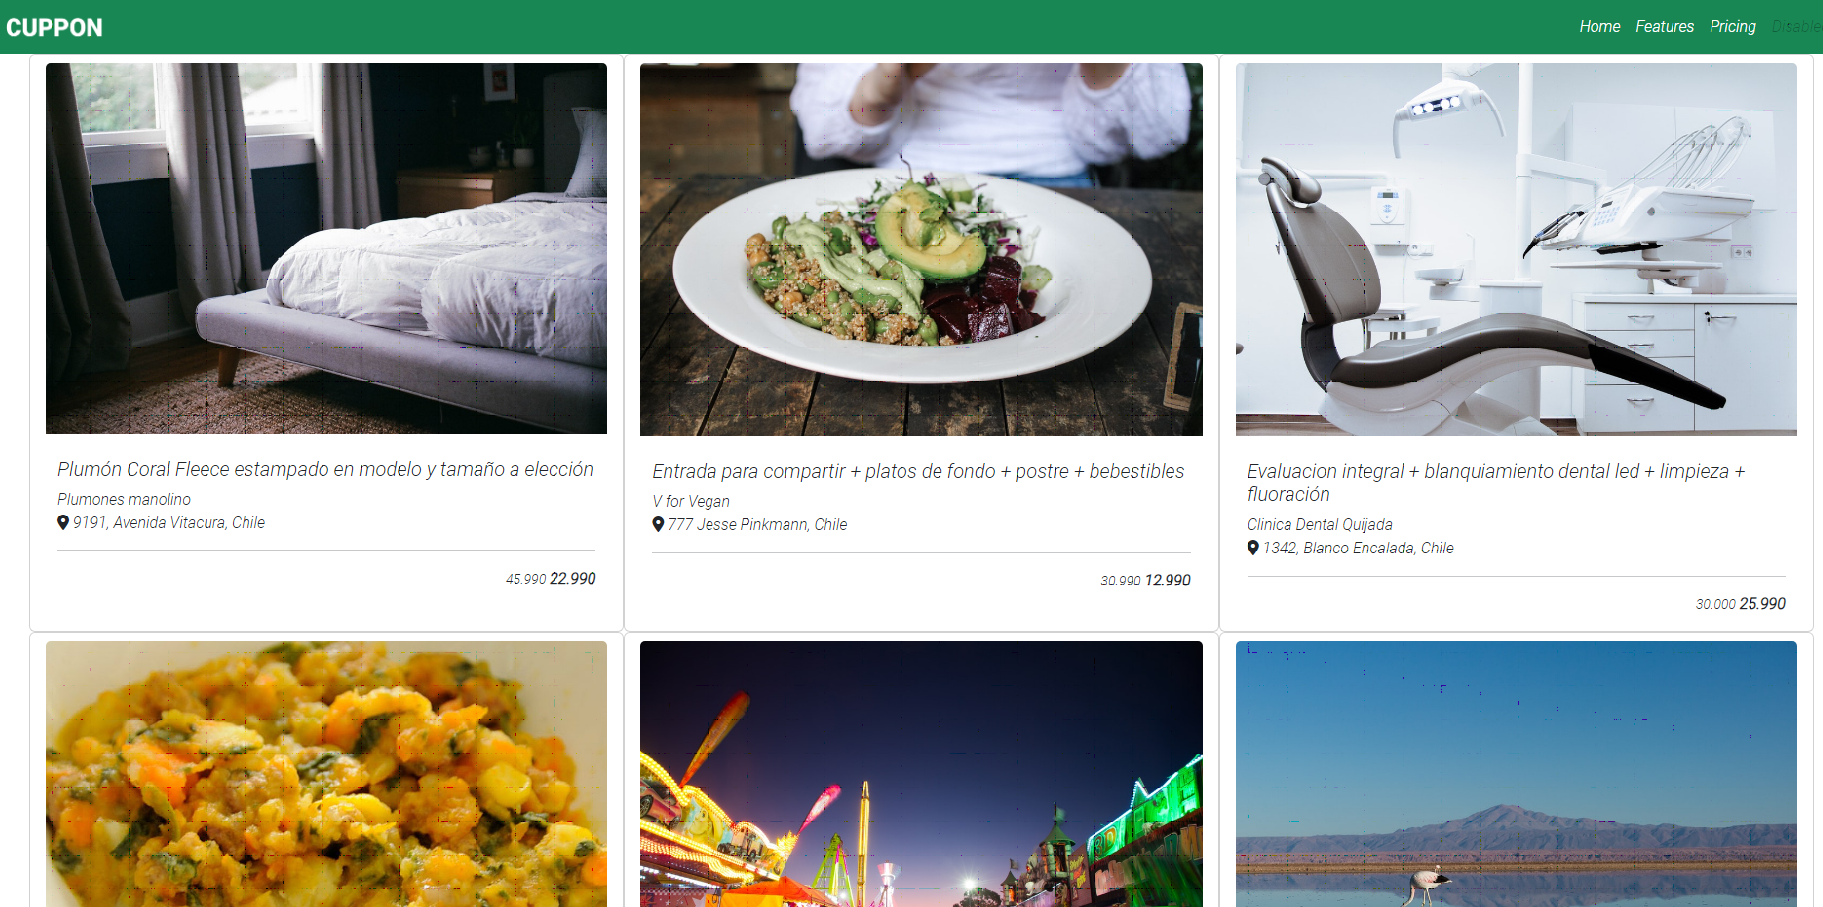 CUPPON
Home Features Pricing Disable
Plumón Coral Fleece estampado en modelo y tamaño a elección
Plumones manolino
9191, Avenida Vitacura, Chile
45.990 22.990
Entrada para compartir + platos de fondo + postre + bebestibles
V for Vegan
777 Jesse Pinkmann, Chile
30.990 12.990
Evaluacion integral + blanquiamiento dental led + limpieza +
fluoración
Clinica Dental Quijada
1342, Blanco Encalada, Chile
30.000 25.990